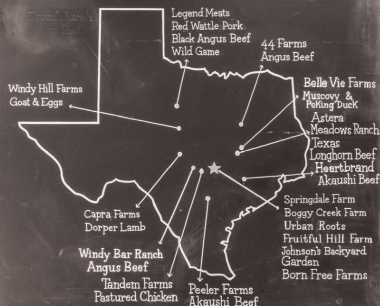 Legend Meats
Red Wattle Pork
Black Angus Beef
Wild Game
44 Farms
Angus Beef
Windy Hill Farms
Goat & Eggs
Belle Vie Farms
Muscovy &
Peking Duck
Astera
Meadows Ranch
Texas
Longhorn Beef
Heartbrand
Akaushi Beef
Springdale Farm
Boggy Creek Farm
Urban Roots
Fruitful Hill Farm
Johnson's Backyard
Garden
Born Free Farms
Capra Farms
Dorper Lamb
Windy Bar Ranch
Angus Beef
Tandem Farms
Pastured Chicken
Peeler Farms
Akaushi Beef